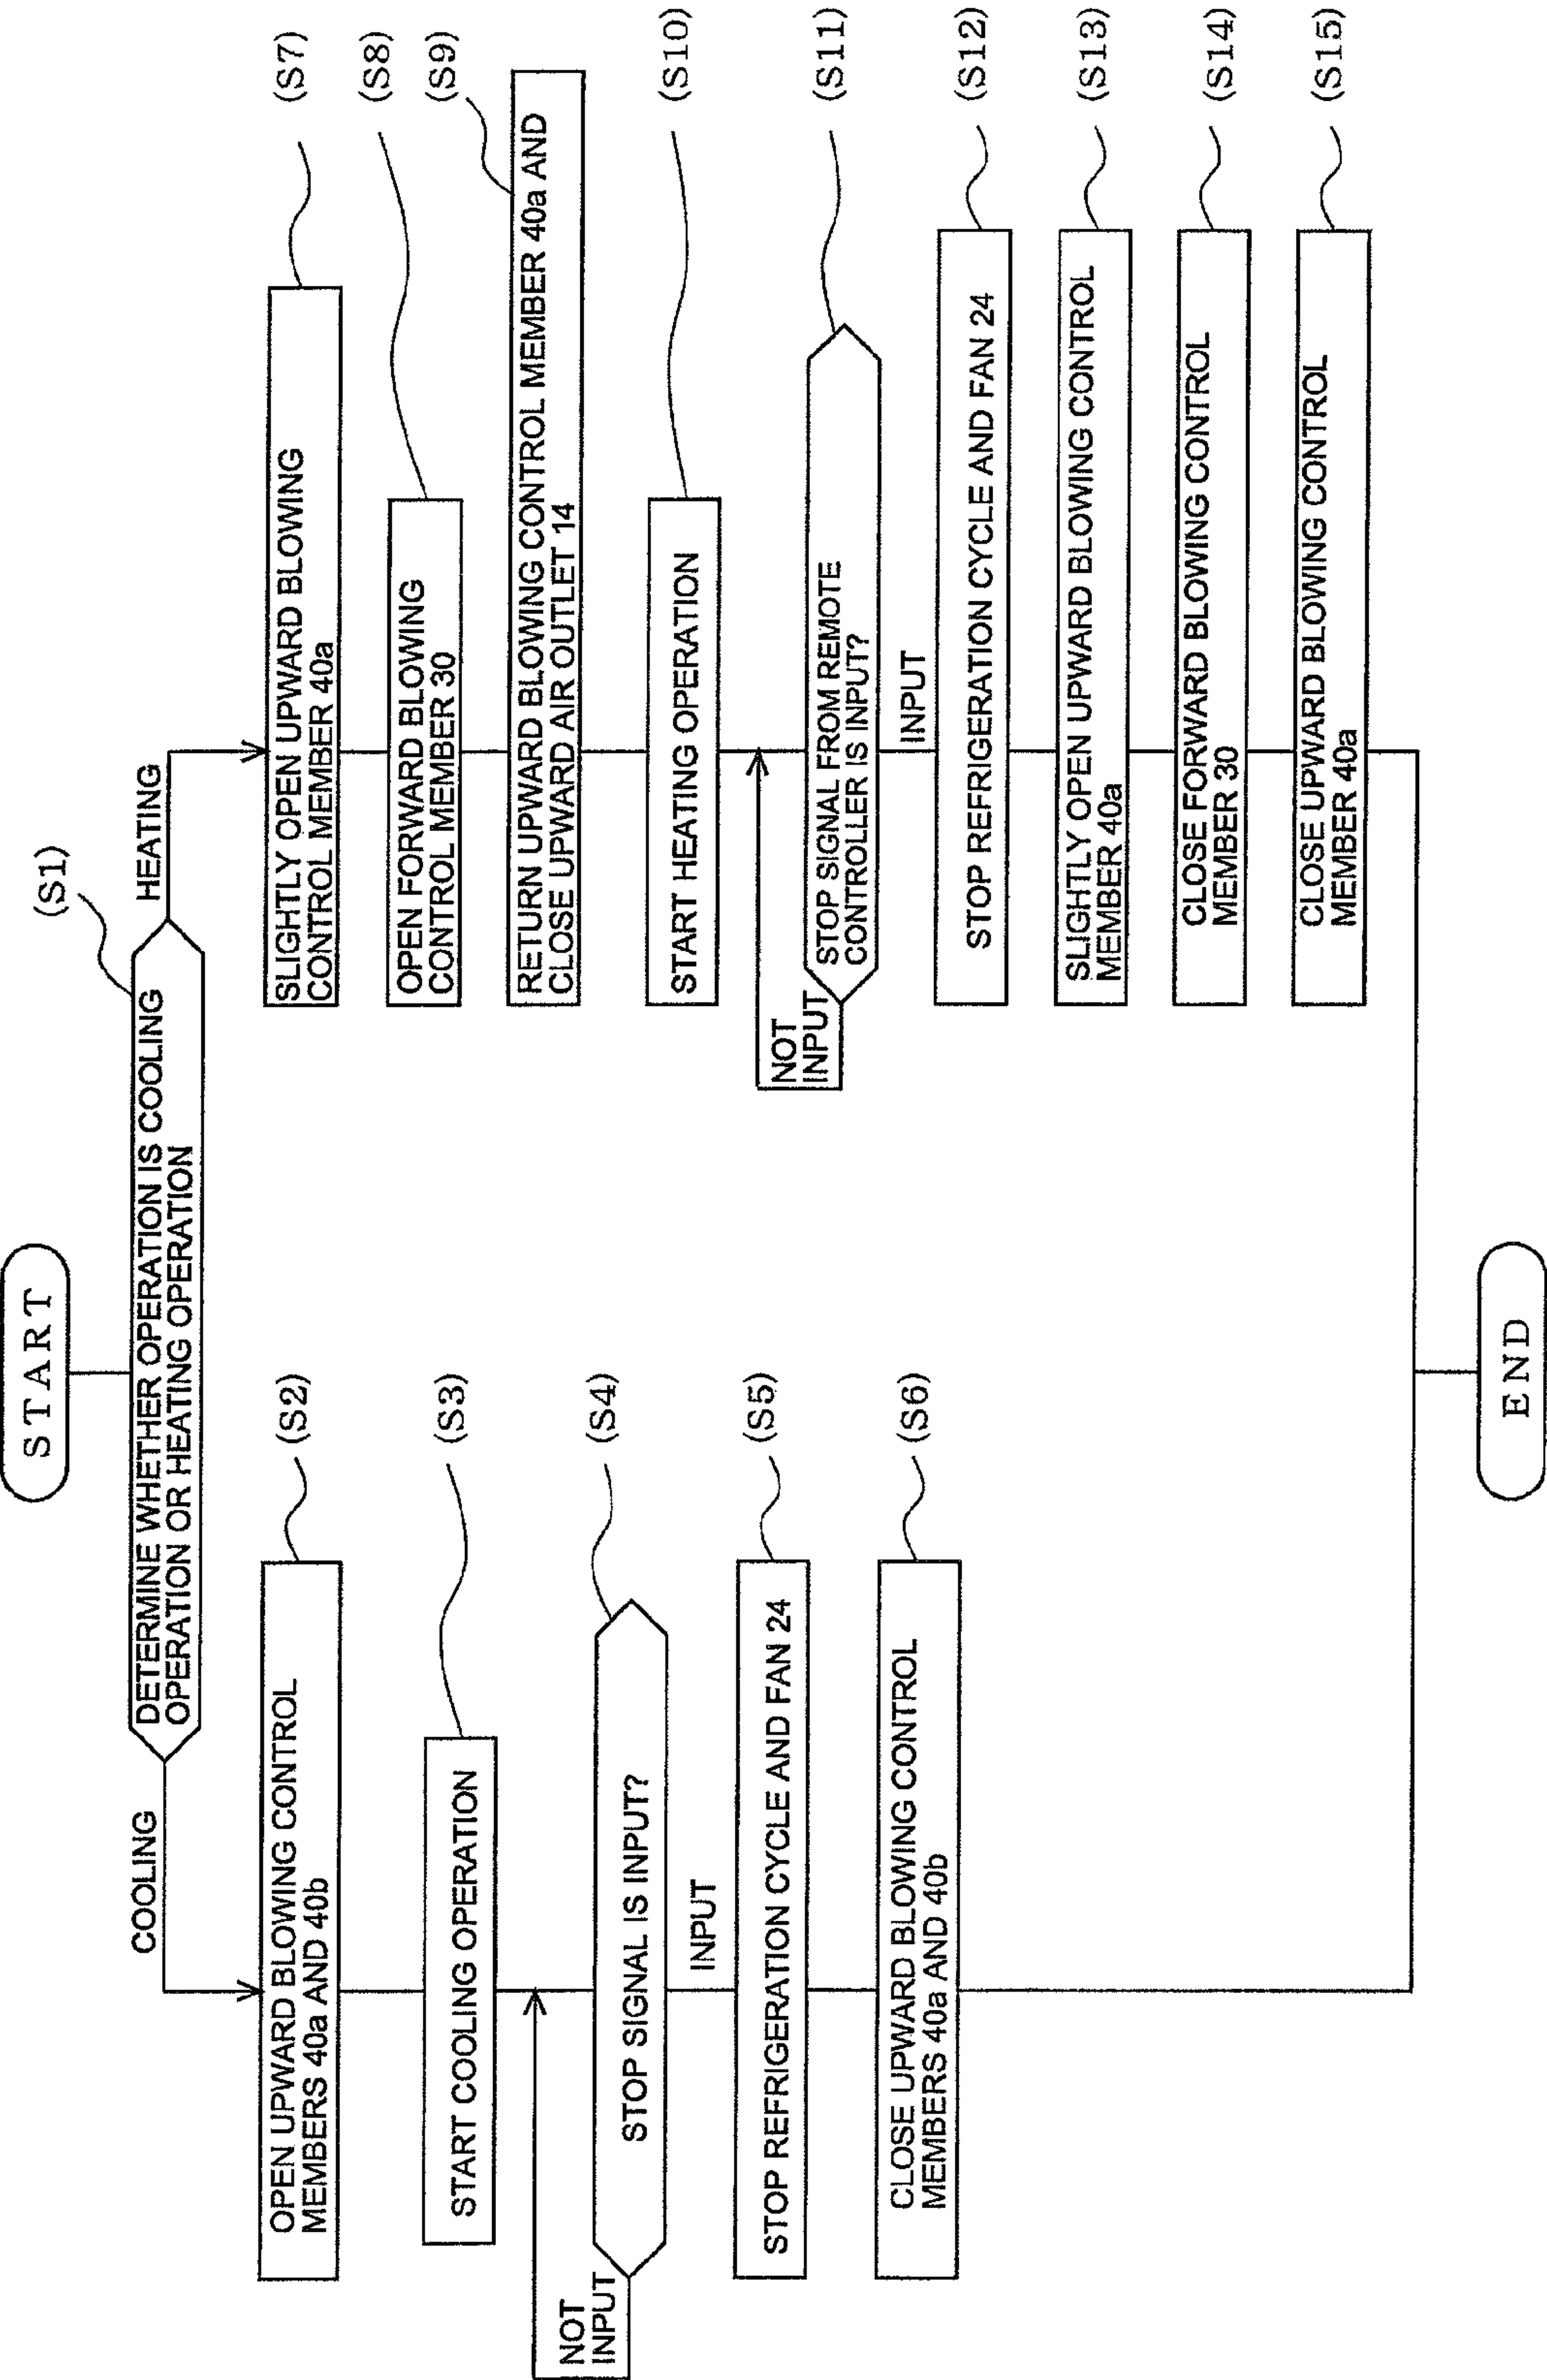 START
(S1)
DETERMINE WHETHER OPERATION IS COOLING
OPERATION OR HEATING OPERATION
COOLING
OPEN UPWARD BLOWING CONTROL
MEMBERS 40a AND 40b
(S2)
START COOLING OPERATION
(S3)
NOT
INPUT
STOP SIGNAL IS INPUT?
(S4)
INPUT
STOP REFRIGERATION CYCLE AND FAN 24
(S5)
CLOSE UPWARD BLOWING CONTROL
MEMBERS 40a AND 40b
(S6)
HEATING
SLIGHTLY OPEN UPWARD BLOWING
CONTROL MEMBER 40a
(S7)
OPEN FORWARD BLOWING
CONTROL MEMBER 30
(S8)
RETURN UPWARD BLOWING CONTROL MEMBER 40a AND
CLOSE UPWARD AIR OUTLET 14
(S9)
START HEATING OPERATION
(S10)
NOT
INPUT
STOP SIGNAL FROM REMOTE
CONTROLLER IS INPUT?
(S11)
INPUT
STOP REFRIGERATION CYCLE AND FAN 24
(S12)
SLIGHTLY OPEN UPWARD BLOWING CONTROL
MEMBER 40a
(S13)
CLOSE FORWARD BLOWING CONTROL
MEMBER 30
(S14)
CLOSE UPWARD BLOWING CONTROL
MEMBER 40a
(S15)
END